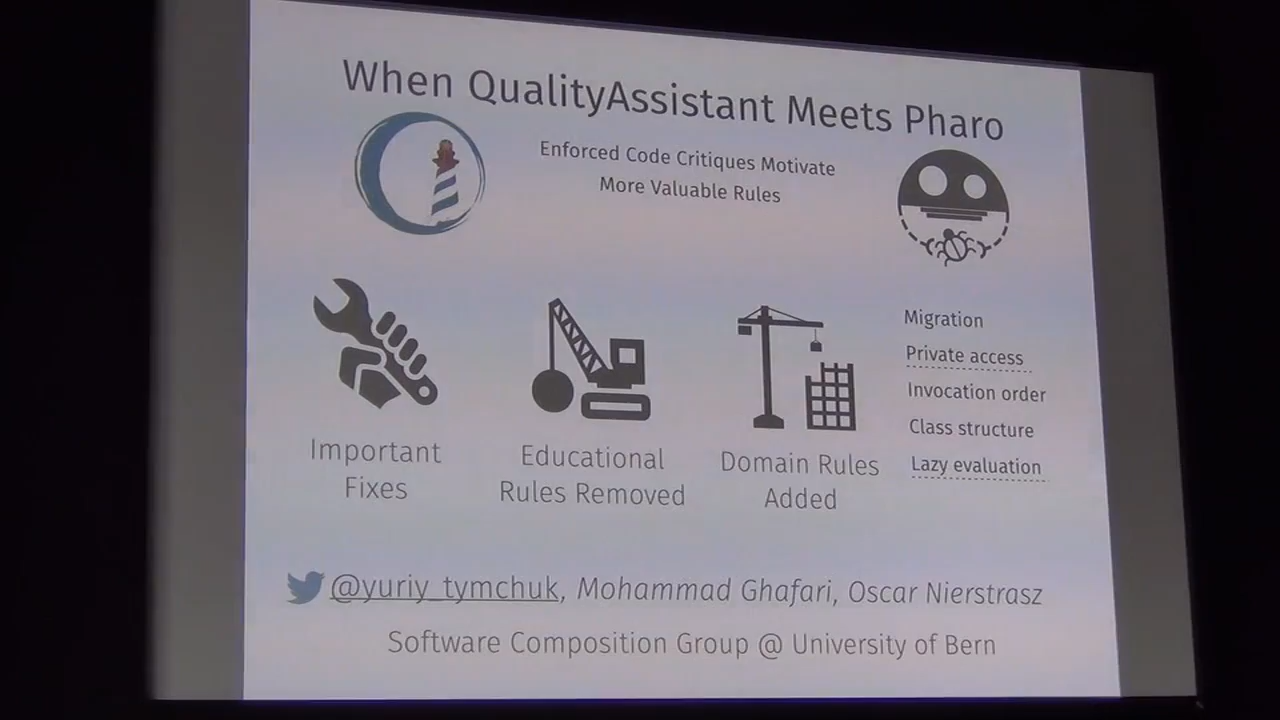 When QualityAssistant Meets Pharo
Enforced Code Critiques Motivate
More Valuable Rules
Important
Fixes
Educational
Rules Removed
Domain Rules
Added
Migration
Private access
Invocation order
Class structure
Lazy evaluation
@yuriy_tymchuk, Mohammad Ghafari, Oscar Nierstrasz
Software Composition Group @ University of Bern